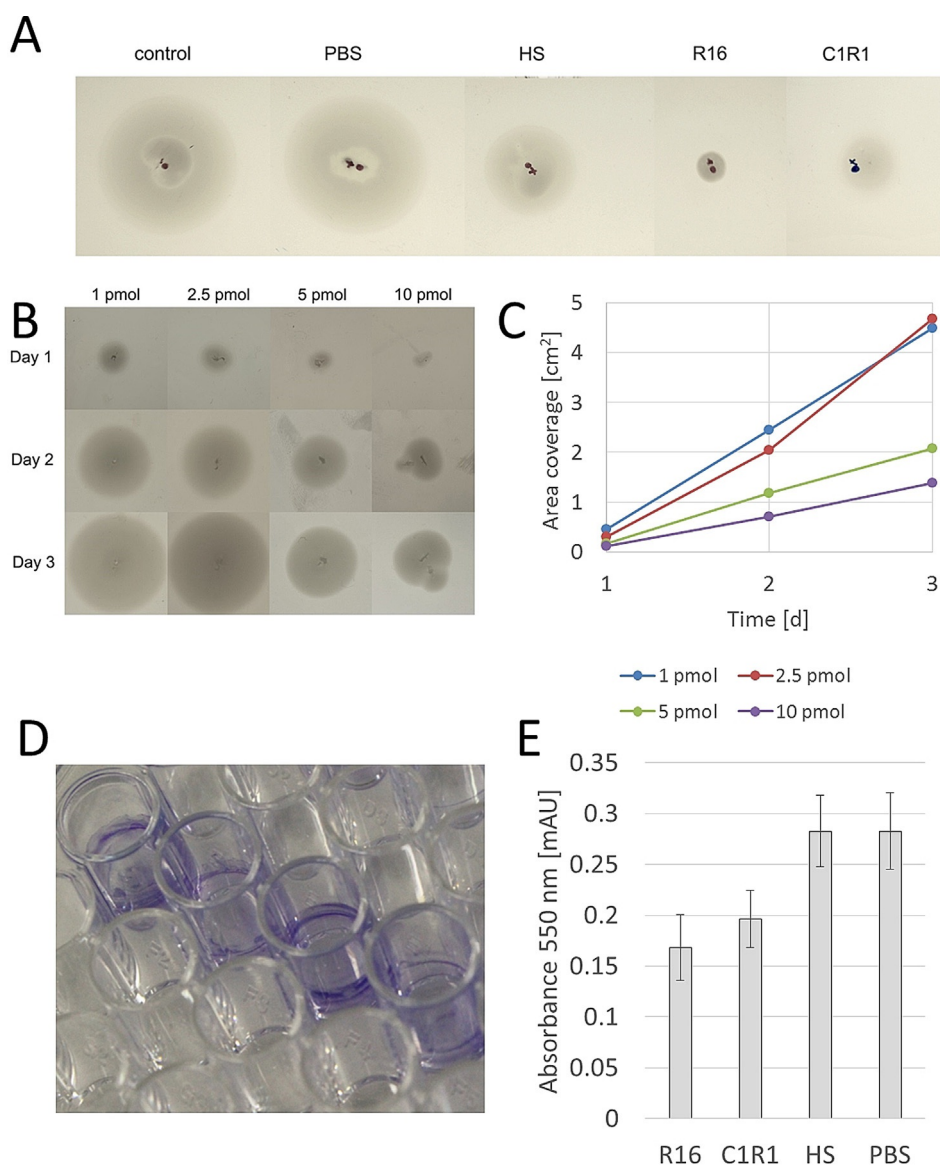 A
control PBS HS R16 C1R1
B
1 pmol 2.5 pmol 5 pmol 10 pmol
Day 1
Day 2
Day 3
C
Area coverage [cm²]
5
4
3
2
1
0
1 2 3
Time [d]
1 pmol 2.5 pmol
5 pmol 10 pmol
D
E
Absorbance 550 nm [mAU]
0.35
0.3
0.25
0.2
0.15
0.1
0.05
0
R16 C1R1 HS PBS